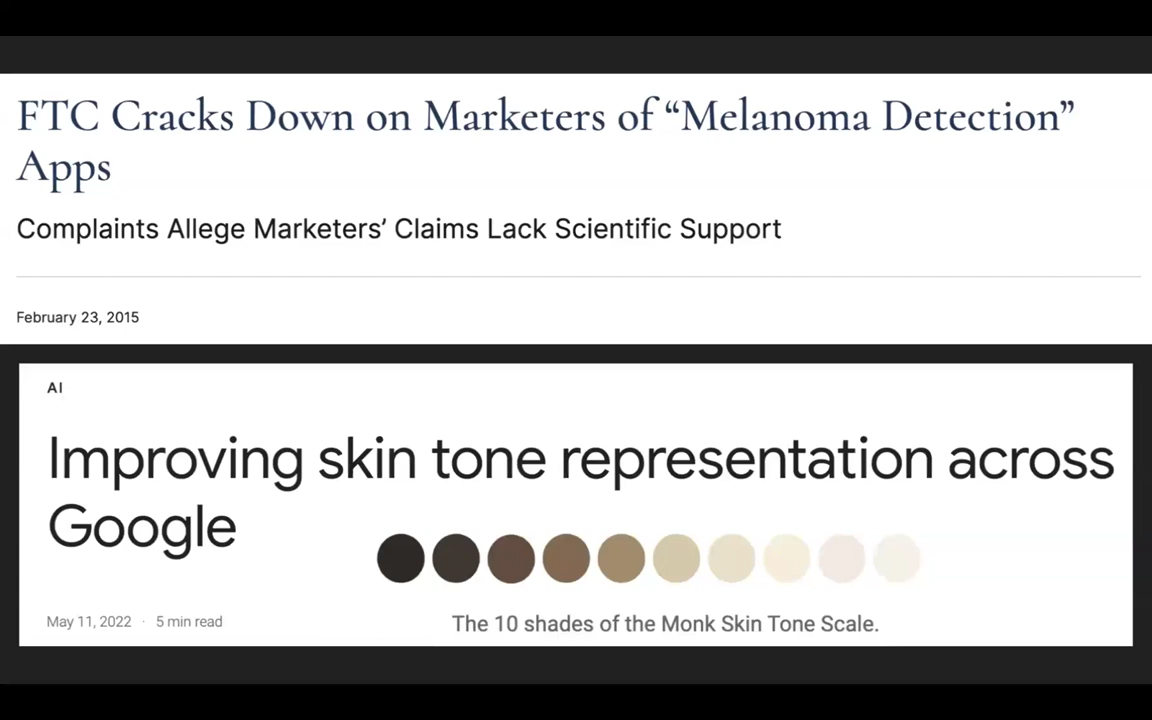 FTC Cracks Down on Marketers of “Melanoma Detection”
Apps
Complaints Allege Marketers’ Claims Lack Scientific Support
February 23, 2015
AI
Improving skin tone representation across
Google
May 11, 2022 · 5 min read
The 10 shades of the Monk Skin Tone Scale.